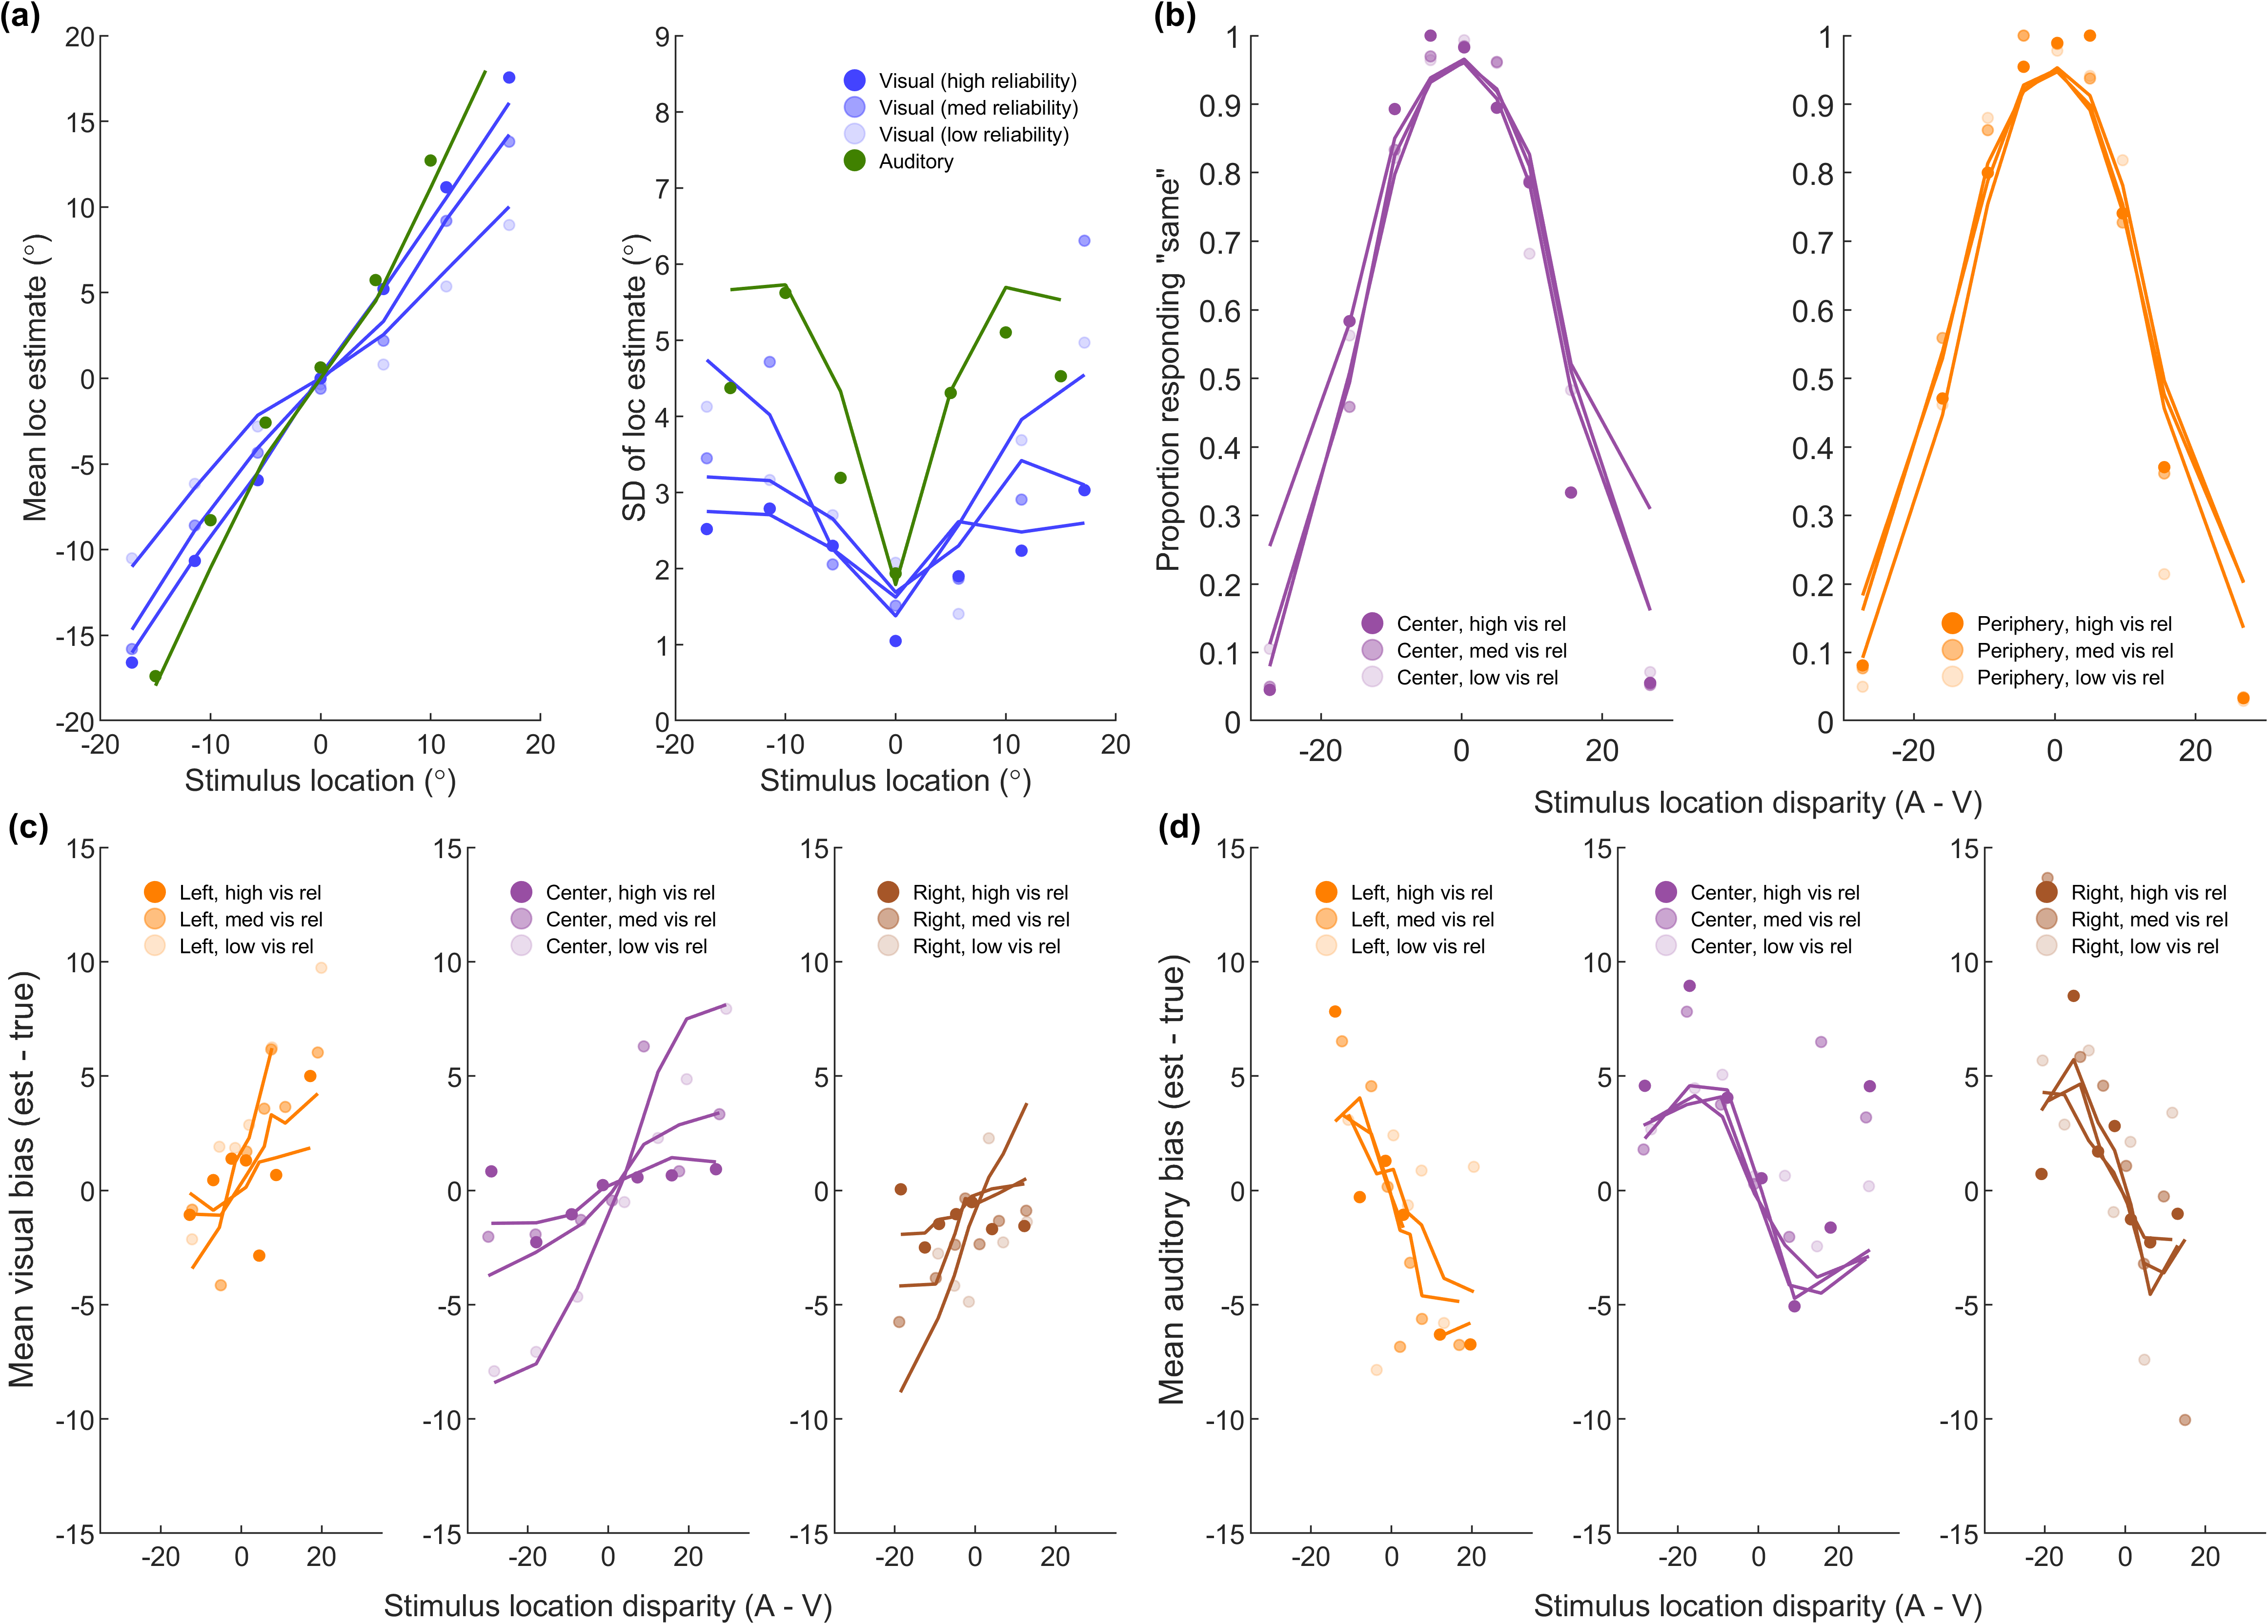 (a)
20
15
10
5
0
-5
-10
-15
-20
-20 -10 0 10 20
Mean loc estimate (°)
Stimulus location (°)
9
8
7
6
5
4
3
2
1
0
-20 -10 0 10 20
SD of loc estimate (°)
Stimulus location (°)
Visual (high reliability)
Visual (med reliability)
Visual (low reliability)
Auditory
(b)
1
0.9
0.8
0.7
0.6
0.5
0.4
0.3
0.2
0.1
0
-20 0 20
Proportion responding "same"
Center, high vis rel
Center, med vis rel
Center, low vis rel
1
0.9
0.8
0.7
0.6
0.5
0.4
0.3
0.2
0.1
0
-20 0 20
Periphery, high vis rel
Periphery, med vis rel
Periphery, low vis rel
Stimulus location disparity (A - V)
(c)
15
10
5
0
-5
-10
-15
-20 0 20
Mean visual bias (est - true)
Left, high vis rel
Left, med vis rel
Left, low vis rel
15
10
5
0
-5
-10
-15
-20 0 20
Center, high vis rel
Center, med vis rel
Center, low vis rel
15
10
5
0
-5
-10
-15
-20 0 20
Right, high vis rel
Right, med vis rel
Right, low vis rel
Stimulus location disparity (A - V)
(d)
15
10
5
0
-5
-10
-15
-20 0 20
Mean auditory bias (est - true)
Left, high vis rel
Left, med vis rel
Left, low vis rel
15
10
5
0
-5
-10
-15
-20 0 20
Center, high vis rel
Center, med vis rel
Center, low vis rel
15
10
5
0
-5
-10
-15
-20 0 20
Right, high vis rel
Right, med vis rel
Right, low vis rel
Stimulus location disparity (A - V)